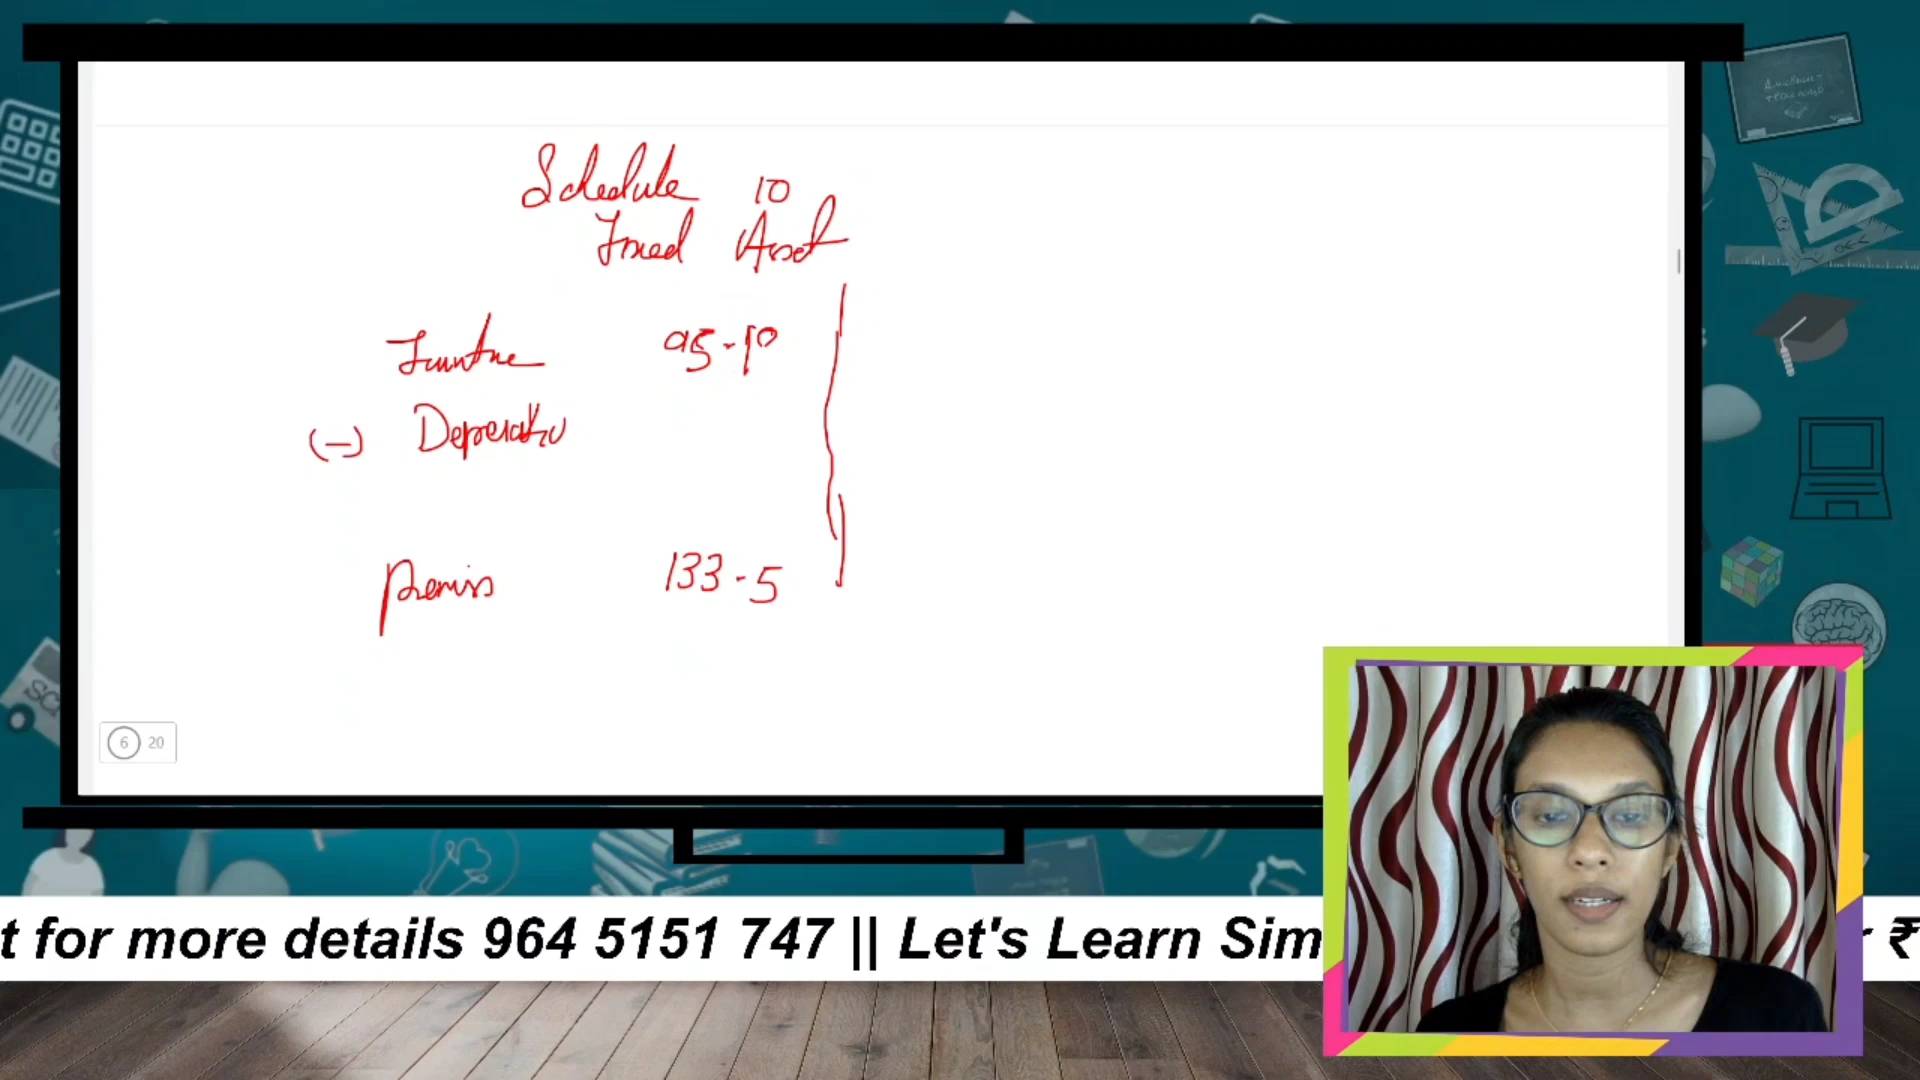 Schedule 10
Fixed Asset
Furniture 95-10
(-) Depreciation
Premises 133-5
6 20
t for more details 964 5151 747 || Let's Learn Sim
r ₹